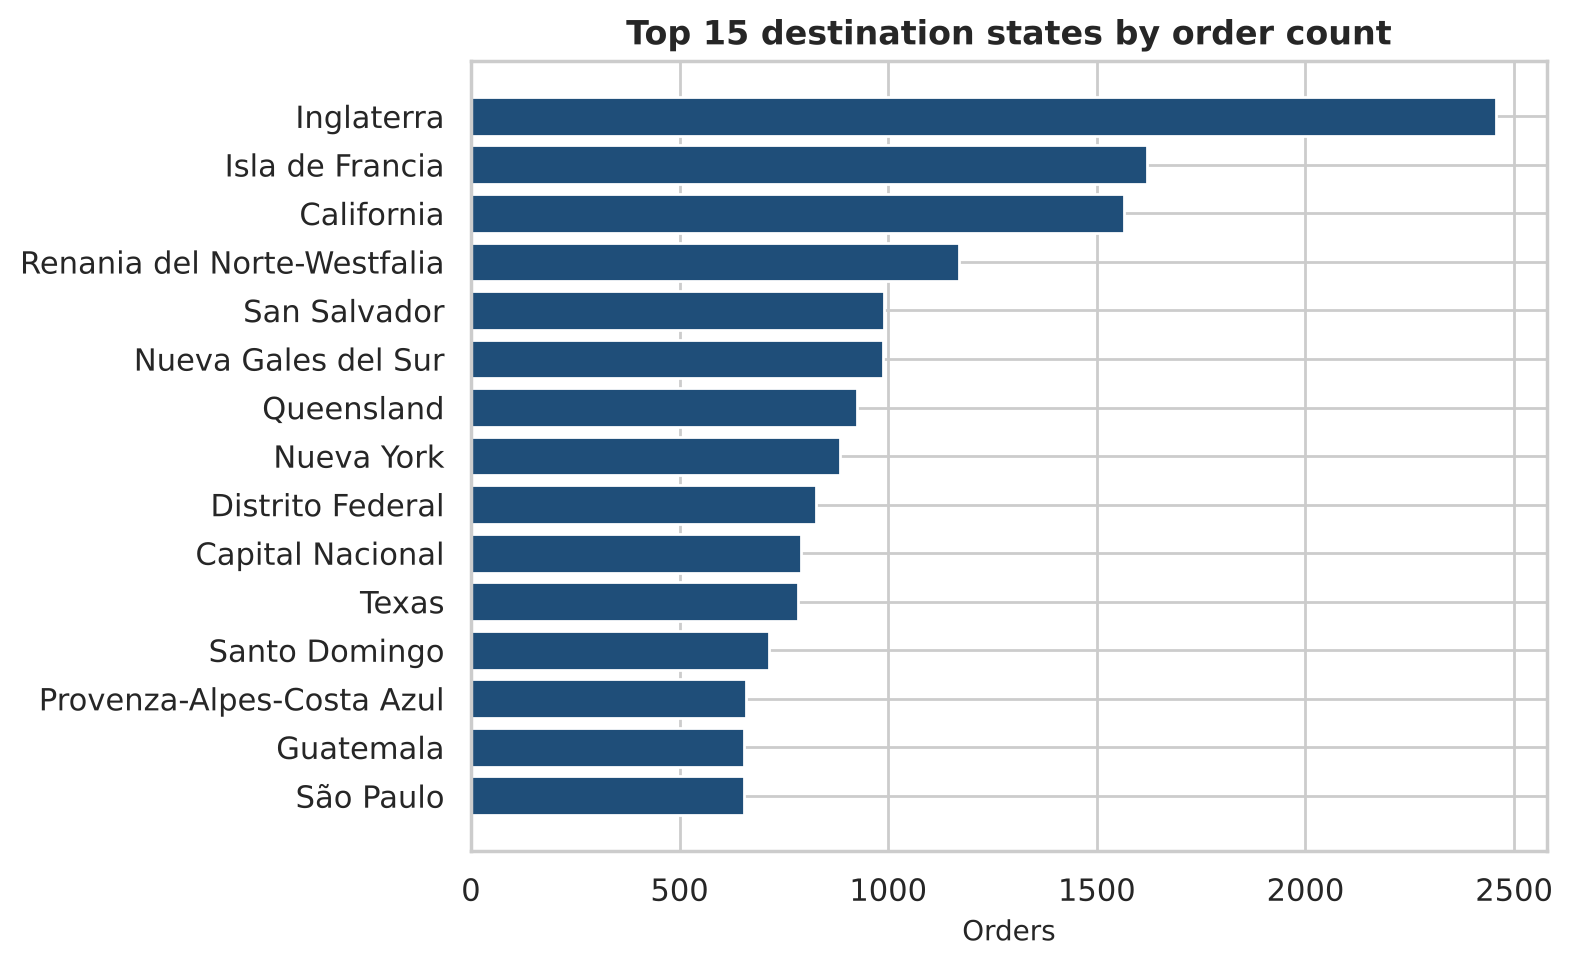 Top 15 destination states by order count
Inglaterra
Isla de Francia
California
Renania del Norte-Westfalia
San Salvador
Nueva Gales del Sur
Queensland
Nueva York
Distrito Federal
Capital Nacional
Texas
Santo Domingo
Provenza-Alpes-Costa Azul
Guatemala
São Paulo
0 500 1000 1500 2000 2500
Orders